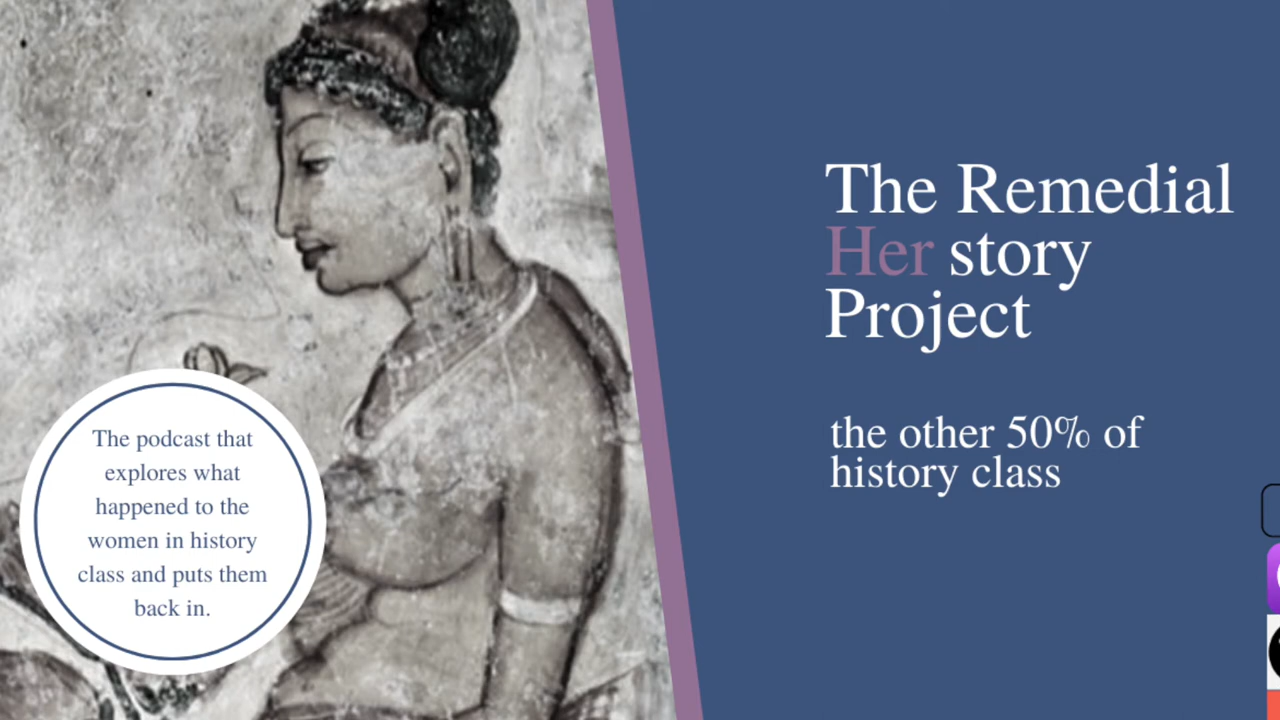 The Remedial
Her story
Project
the other 50% of
history class
The podcast that
explores what
happened to the
women in history
class and puts them
back in.